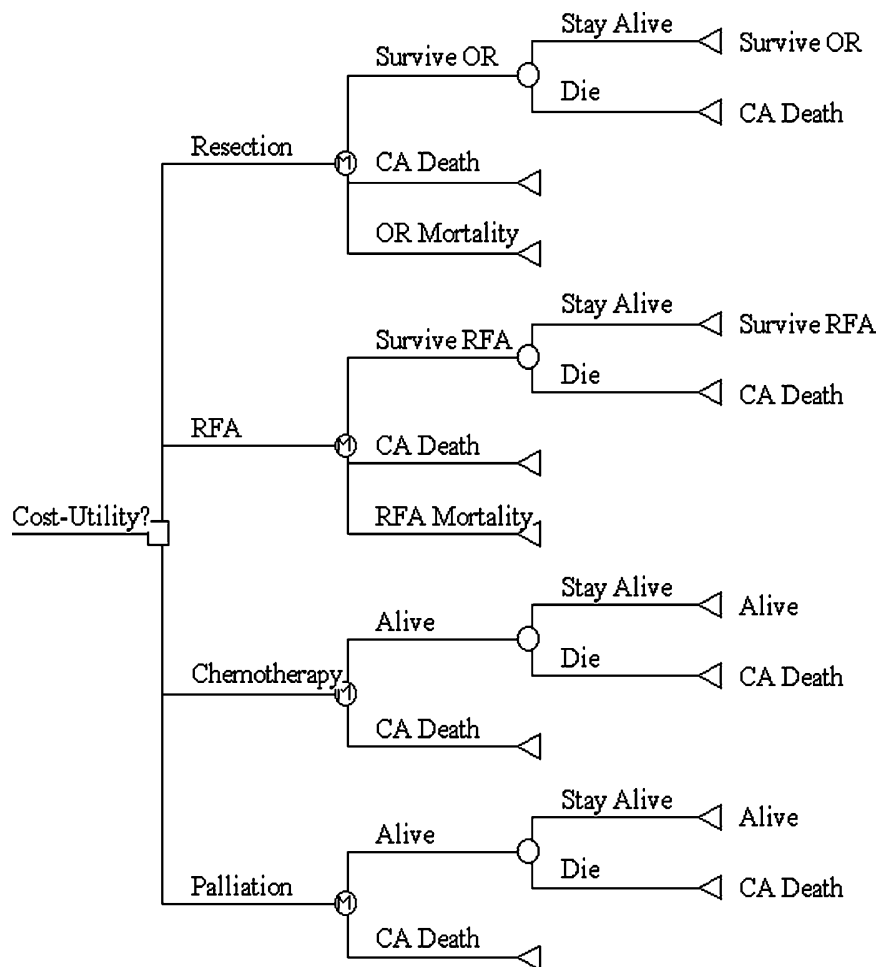 Stay Alive
Survive OR
Survive OR
Die
CA Death
Resection
M
CA Death
OR Mortality
Stay Alive
Survive RFA
Survive RFA
Die
CA Death
RFA
M
CA Death
RFA Mortality
Cost-Utility?
Stay Alive
Alive
Alive
Die
CA Death
Chemotherapy
M
CA Death
Stay Alive
Alive
Alive
Die
CA Death
Palliation
M
CA Death